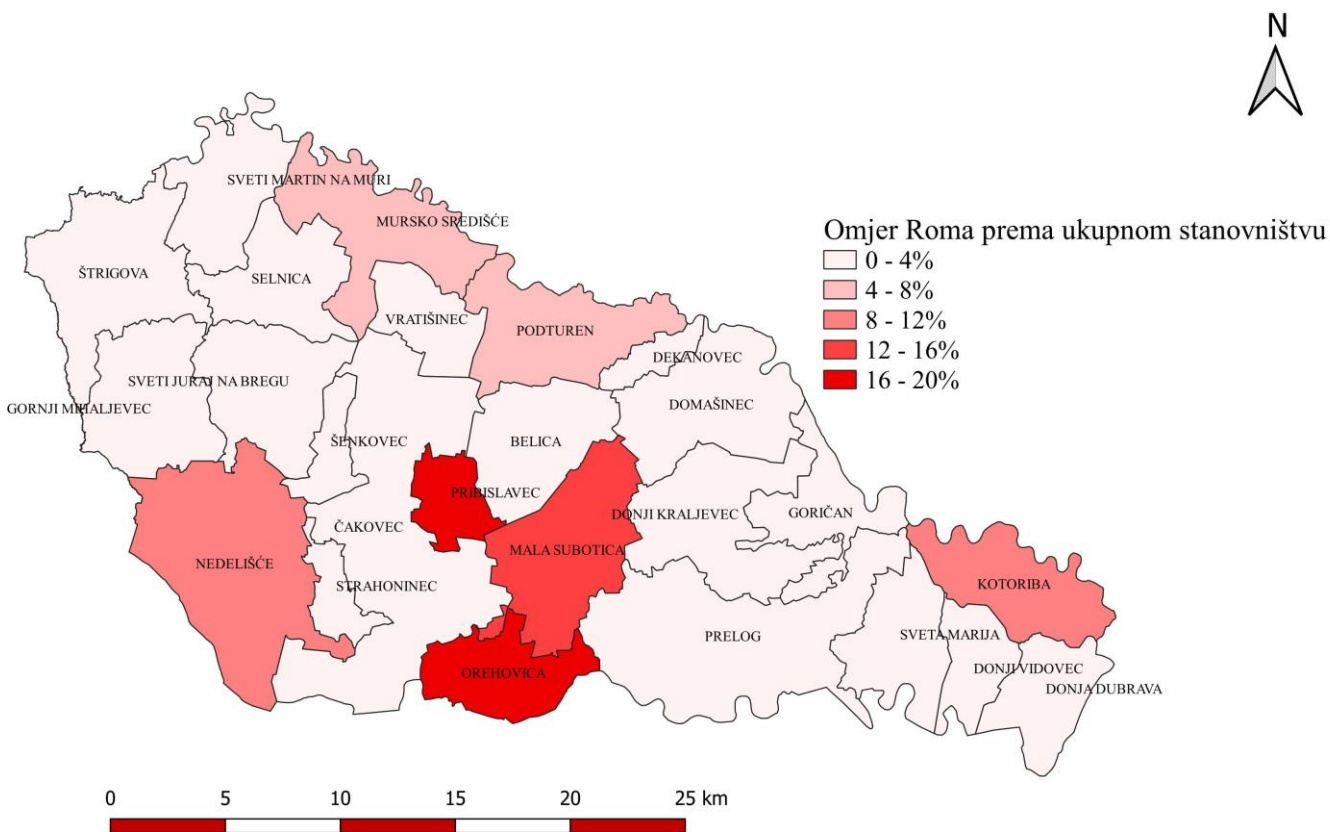 N
SVETI MARTIN NA MURI
MURSKO SREDIŠĆE
Omjer Roma prema ukupnom stanovništvu
0 - 4%
4 - 8%
8 - 12%
12 - 16%
16 - 20%
ŠTRIGOVA
SELNICA
VRATIŠINEC
PODTUREN
DEKANOVEC
SVETI JURAJ NA BREGU
GORNJI MIHALJEVEC
DOMAŠINEC
ŠENKOVEC
BELICA
PRIBISLAVEC
DONJI KRALJEVEC
GORIČAN
ČAKOVEC
MALA SUBOTICA
NEDELIŠĆE
STRAHONINEC
KOTORIBA
PRELOG
SVETA MARIJA
OREHOVICA
DONJI VIDOVEC
DONJA DUBRAVA
0 5 10 15 20 25 km